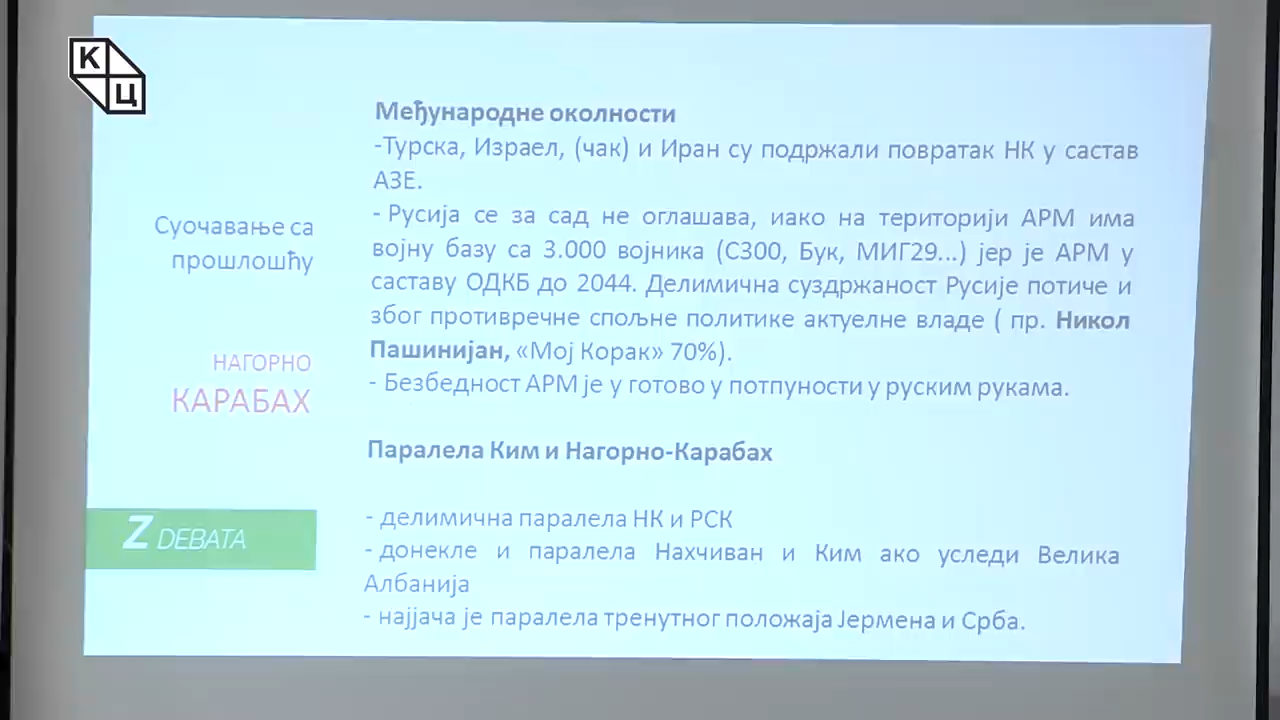 К
Ц
Међународне околности
-Турска, Израел, (чак) и Иран су подржали повратак НК у састав
АЗЕ.
- Русија се за сад не оглашава, иако на територији АРМ има
војну базу са 3.000 војника (С300, Бук, МИГ29...) јер је АРМ у
саставу ОДКБ до 2044. Делимична суздржаност Русије потиче и
због противречне спољне политике актуелне владе ( пр. Никол
Пашинијан, «Мој Корак» 70%).
- Безбедност АРМ је у готово у потпуности у руским рукама.
Паралела Ким и Нагорно-Карабах
- делимична паралела НК и РСК
- донекле и паралела Нахчиван и Ким ако уследи Велика
Албанија
- најјача је паралела тренутног положаја Јермена и Срба.
Суочавање са
прошлошћу
НАГОРНО
КАРАБАХ
Z DEBATA